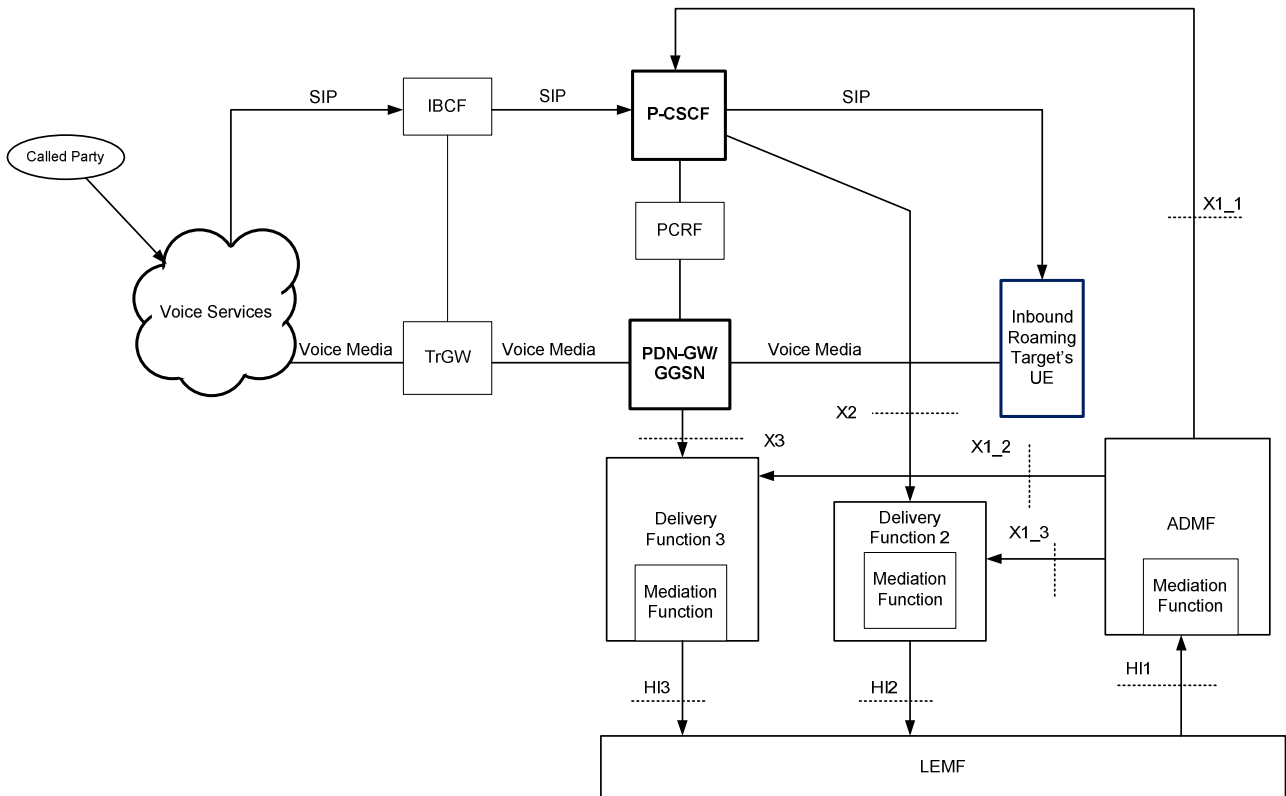 SIP
IBCF
SIP
P-CSCF
SIP
Called Party
X1_1
PCRF
Voice Services
Inbound
Roaming
Target's
UE
Voice Media
TrGW
Voice Media
PDN-GW/
GGSN
Voice Media
X2
X3
X1_2
Delivery
Function 3
Mediation
Function
Delivery
Function 2
Mediation
Function
X1_3
ADMF
Mediation
Function
HI3
HI2
HI1
LEMF